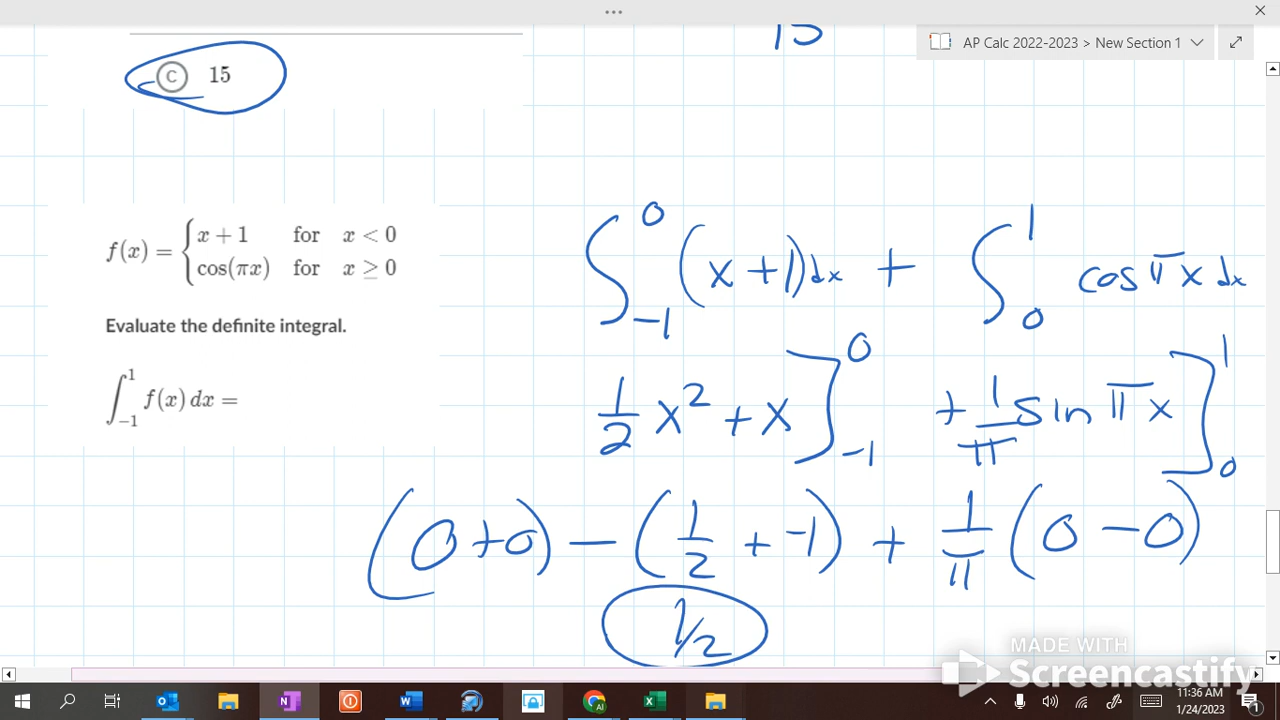 15
AP Calc 2022-2023 > New Section 1
C 15
f(x) = { x + 1 for x < 0
cos(πx) for x ≥ 0
Evaluate the definite integral.
∫_{-1}^{1} f(x) dx =
∫_{-1}^{0} (x + 1)dx + ∫_{0}^{1} cos πx dx
1/2 x² + x ]_{-1}^{0} + 1/π sin πx ]_{0}^{1}
(0 + 0) − (1/2 + -1) + 1/π (0 − 0)
1/2
MADE WITH
Screencastify
11:36 AM
1/24/2023
1